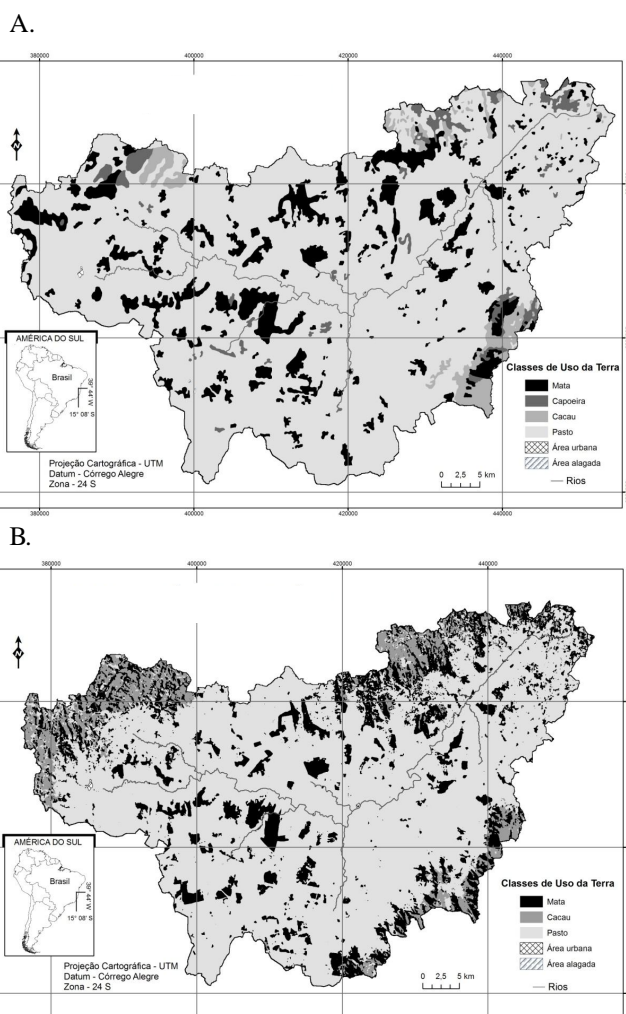 A.
380000 400000 420000 440000
N
AMÉRICA DO SUL
Brasil
39° 44' W
15° 08' S
Projeção Cartográfica - UTM
Datum - Córrego Alegre
Zona - 24 S
Classes de Uso da Terra
Mata
Capoeira
Cacau
Pasto
Área urbana
Área alagada
Rios
0 2,5 5 km
380000 400000 420000 440000
B.
380000 400000 420000 440000
N
AMÉRICA DO SUL
Brasil
39° 44' W
15° 08' S
Projeção Cartográfica - UTM
Datum - Córrego Alegre
Zona - 24 S
Classes de Uso da Terra
Mata
Cacau
Pasto
Área urbana
Área alagada
Rios
0 2,5 5 km